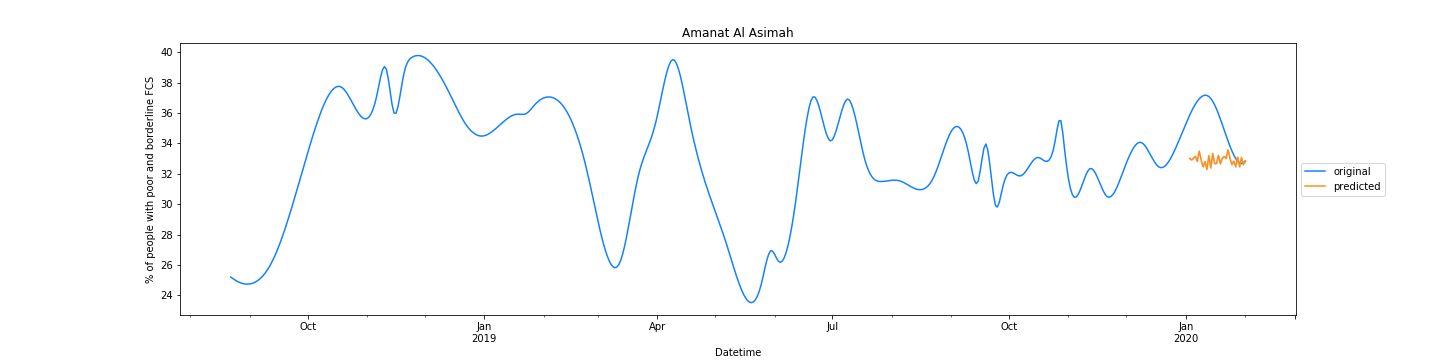 Amanat Al Asimah
% of people with poor and borderline FCS
40
38
36
34
32
30
28
26
24
Oct
Jan
2019
Apr
Jul
Oct
Jan
2020
Datetime
original
predicted